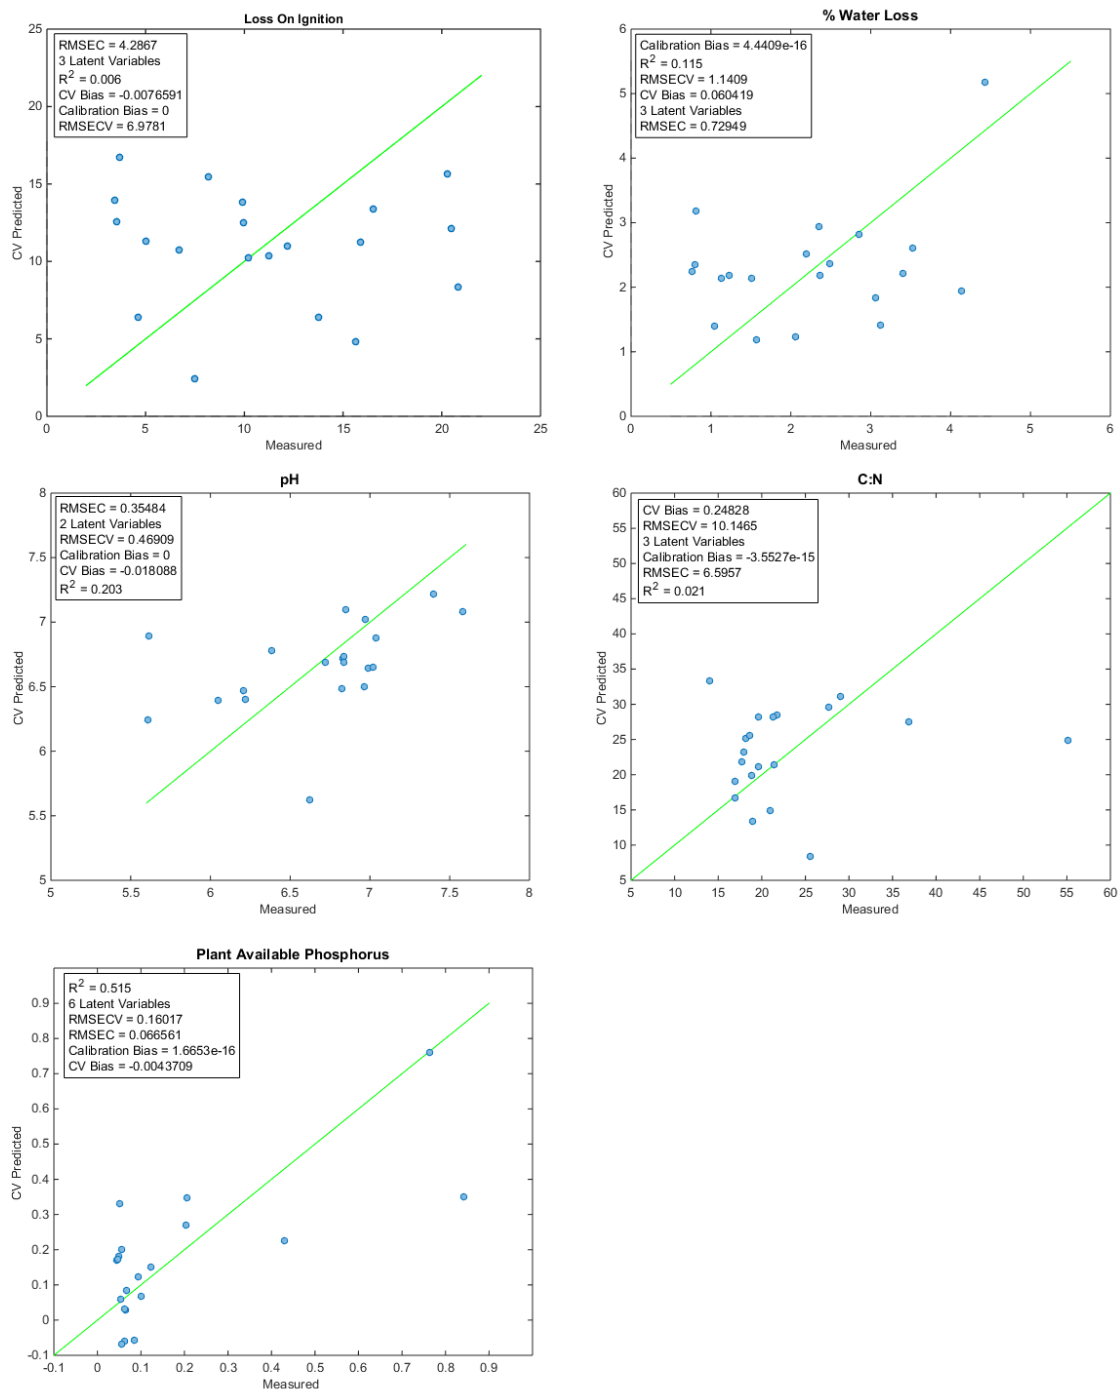 Loss On Ignition
RMSEC = 4.2867
3 Latent Variables
R² = 0.006
CV Bias = -0.0076591
Calibration Bias = 0
RMSECV = 6.9781
25
20
15
10
5
0
CV Predicted
0 5 10 15 20 25
Measured
% Water Loss
Calibration Bias = 4.4409e-16
R² = 0.115
RMSECV = 1.1409
CV Bias = 0.060419
3 Latent Variables
RMSEC = 0.72949
6
5
4
3
2
1
0
CV Predicted
0 1 2 3 4 5 6
Measured
pH
RMSEC = 0.35484
2 Latent Variables
RMSECV = 0.46909
Calibration Bias = 0
CV Bias = -0.018088
R² = 0.203
8
7.5
7
6.5
6
5.5
5
CV Predicted
5 5.5 6 6.5 7 7.5 8
Measured
C:N
CV Bias = 0.24828
RMSECV = 10.1465
3 Latent Variables
Calibration Bias = -3.5527e-15
RMSEC = 6.5957
R² = 0.021
60
55
50
45
40
35
30
25
20
15
10
5
CV Predicted
5 10 15 20 25 30 35 40 45 50 55 60
Measured
Plant Available Phosphorus
R² = 0.515
6 Latent Variables
RMSECV = 0.16017
RMSEC = 0.066561
Calibration Bias = 1.6653e-16
CV Bias = -0.0043709
0.9
0.8
0.7
0.6
0.5
0.4
0.3
0.2
0.1
0
-0.1
CV Predicted
-0.1 0 0.1 0.2 0.3 0.4 0.5 0.6 0.7 0.8 0.9
Measured